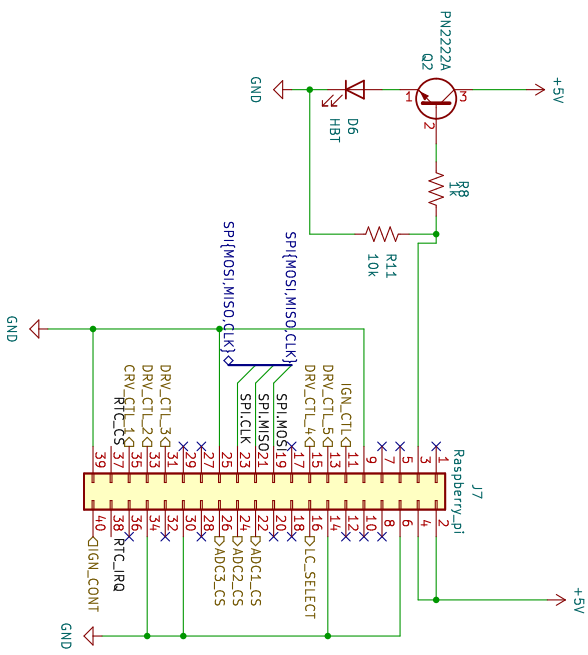 PN2222A
Q2
+5V
1
3
2
GND
D6
HBT
R8
1k
R11
10k
SPI{MOSI,MISO,CLK}
SPI{MOSI,MISO,CLK}
GND
CRV_CTL_1
RTC_CS
DRV_CTL_2
DRV_CTL_3
SPI.CLK
SPI.MISO
SPI.MOSI
DRV_CTL_4
DRV_CTL_5
IGN_CTL
Raspberry_pi
J7
39
37
35
33
31
29
27
25
23
21
19
17
15
13
11
9
7
5
3
1
40
38
36
34
32
30
28
26
24
22
20
18
16
14
12
10
8
6
4
2
IGN_CONT
RTC_IRQ
ADC3_CS
ADC2_CS
ADC1_CS
LC_SELECT
+5V
GND